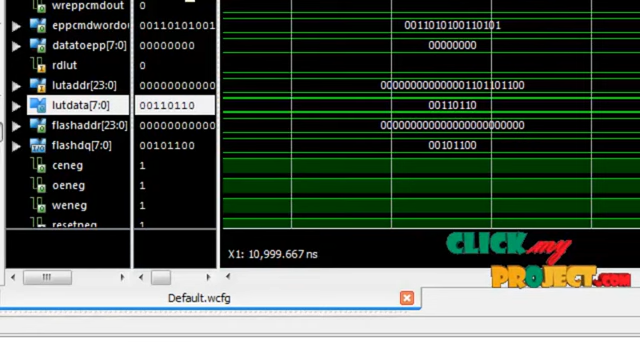 wreppcmdout 0
eppcmdwordou 00110101001 0011010100110101
datatoepp[7:0] 00000000 00000000
rdlut 0
lutaddr[23:0] 00000000000 000000000000001101101100
lutdata[7:0] 00110110 00110110
flashaddr[23:0] 00000000000 000000000000000000000000
flashdq[7:0] 00101100 00101100
ceneg 1
oeneg 1
weneg 1
resetneg 1
X1: 10,999.667 ns
CLICK my
PROJECT.COM
Default.wcfg